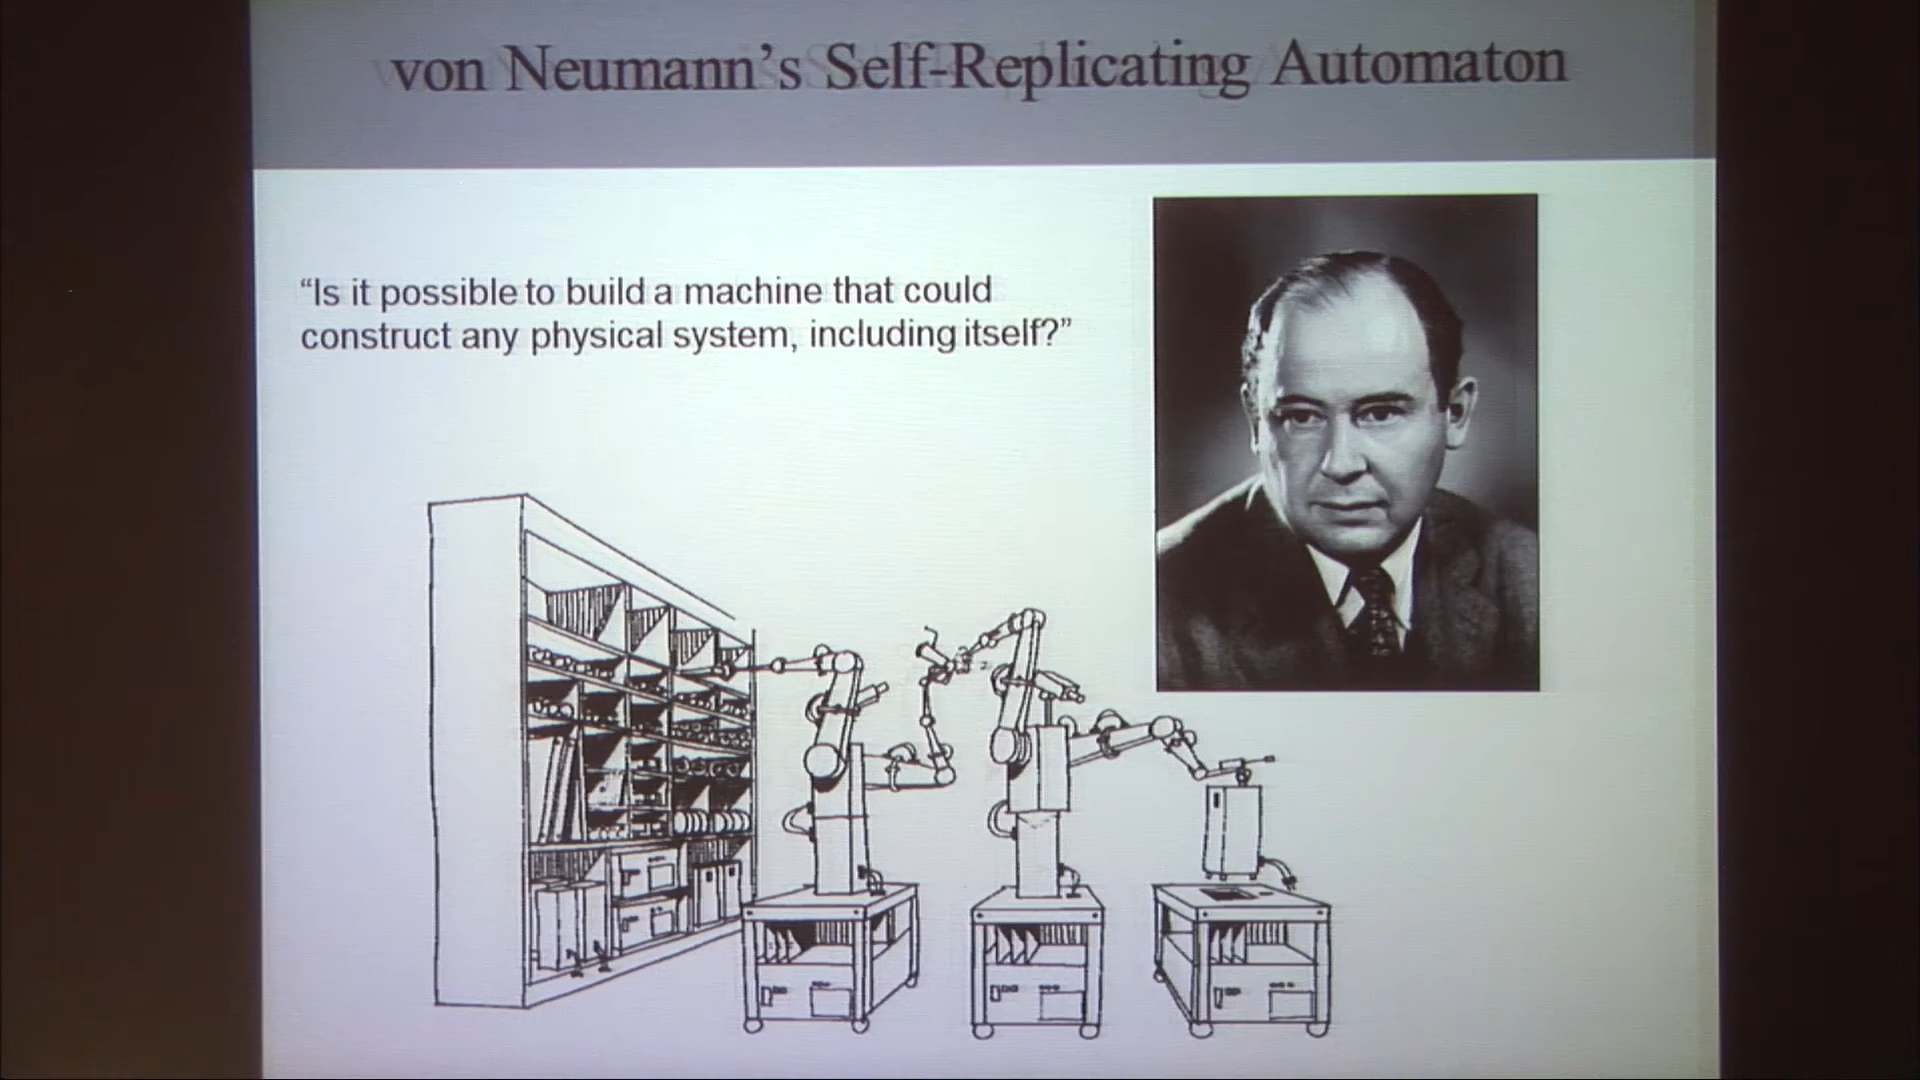 von Neumann’s Self-Replicating Automaton
“Is it possible to build a machine that could
construct any physical system, including itself?”